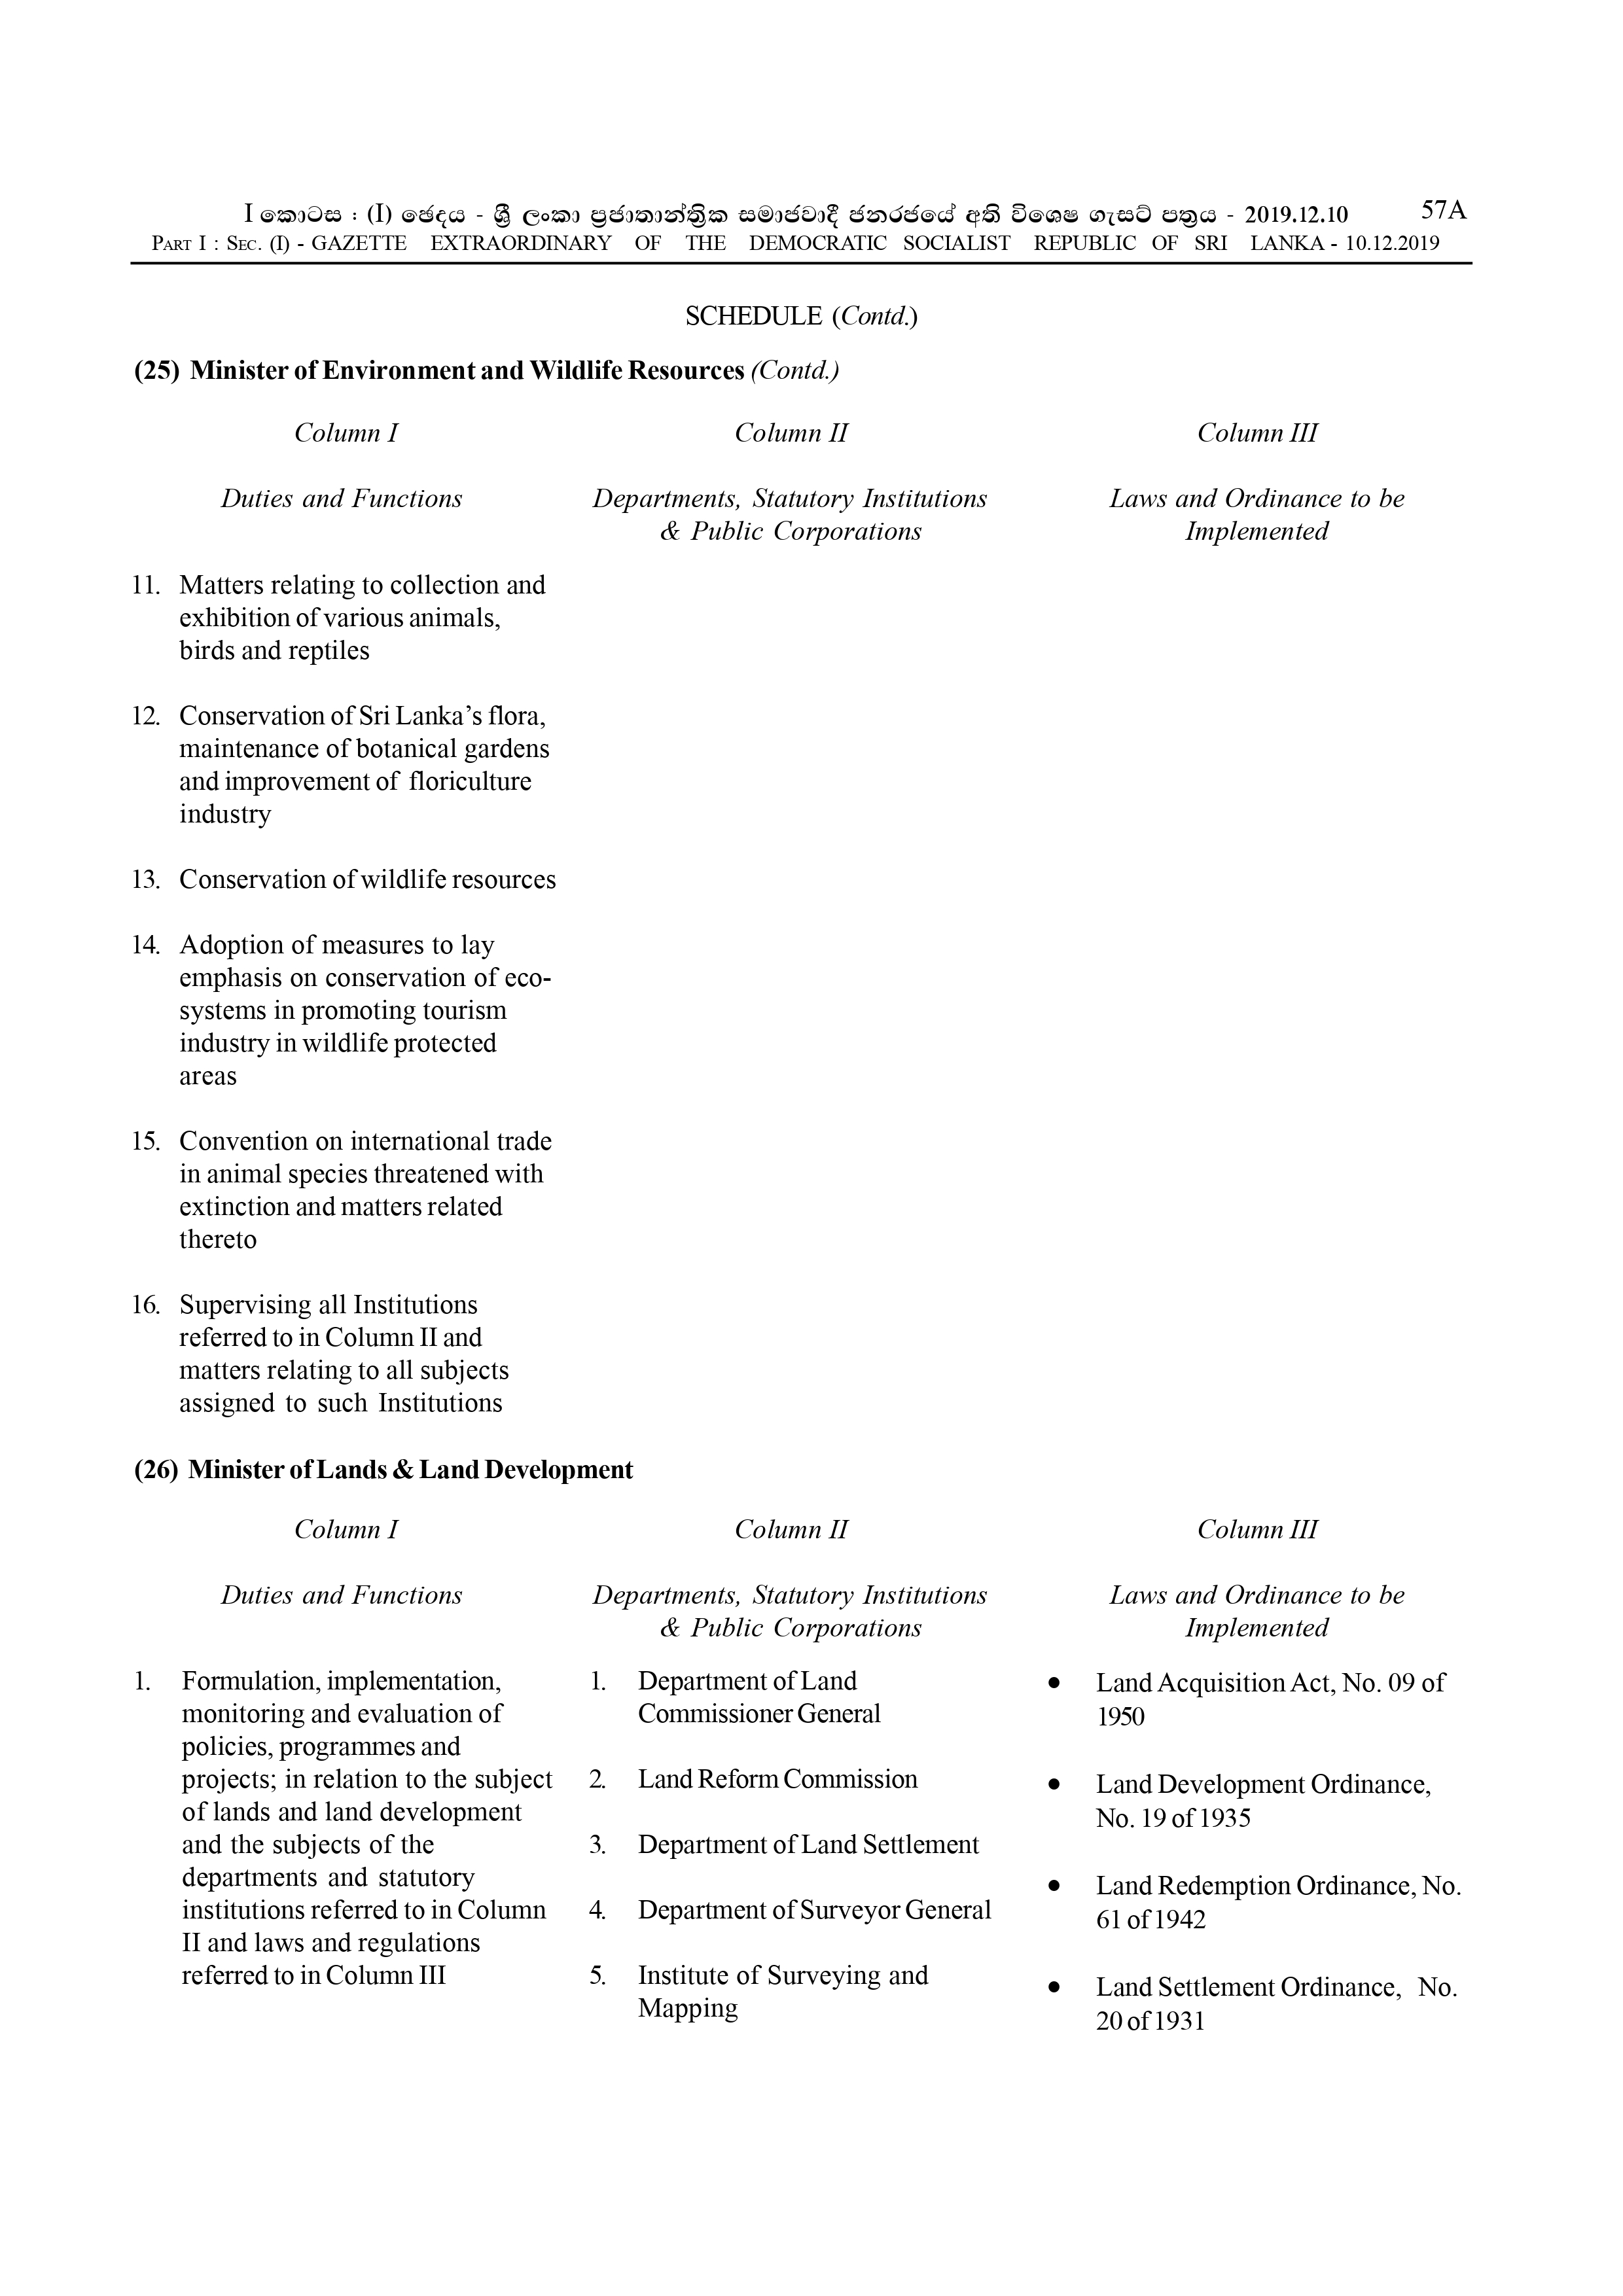 I කොටස : (I) ඡෙදය - ශ්‍රී ලංකා ප්‍රජාතාන්ත්‍රික සමාජවාදී ජනරජයේ අති විශෙෂ ගැසට් පත්‍රය - 2019.12.10 57A
PART I : SEC. (I) - GAZETTE EXTRAORDINARY OF THE DEMOCRATIC SOCIALIST REPUBLIC OF SRI LANKA - 10.12.2019
SCHEDULE (Contd.)
(25) Minister of Environment and Wildlife Resources (Contd.)
Column I Column II Column III
Duties and Functions Departments, Statutory Institutions Laws and Ordinance to be
& Public Corporations Implemented
11. Matters relating to collection and
exhibition of various animals,
birds and reptiles
12. Conservation of Sri Lanka’s flora,
maintenance of botanical gardens
and improvement of floriculture
industry
13. Conservation of wildlife resources
14. Adoption of measures to lay
emphasis on conservation of eco-
systems in promoting tourism
industry in wildlife protected
areas
15. Convention on international trade
in animal species threatened with
extinction and matters related
thereto
16. Supervising all Institutions
referred to in Column II and
matters relating to all subjects
assigned to such Institutions
(26) Minister of Lands & Land Development
Column I Column II Column III
Duties and Functions Departments, Statutory Institutions Laws and Ordinance to be
& Public Corporations Implemented
1. Formulation, implementation,
monitoring and evaluation of
policies, programmes and
projects; in relation to the subject
of lands and land development
and the subjects of the
departments and statutory
institutions referred to in Column
II and laws and regulations
referred to in Column III
1. Department of Land
Commissioner General
2. Land Reform Commission
3. Department of Land Settlement
4. Department of Surveyor General
5. Institute of Surveying and
Mapping
• Land Acquisition Act, No. 09 of
1950
• Land Development Ordinance,
No. 19 of 1935
• Land Redemption Ordinance, No.
61 of 1942
• Land Settlement Ordinance, No.
20 of 1931